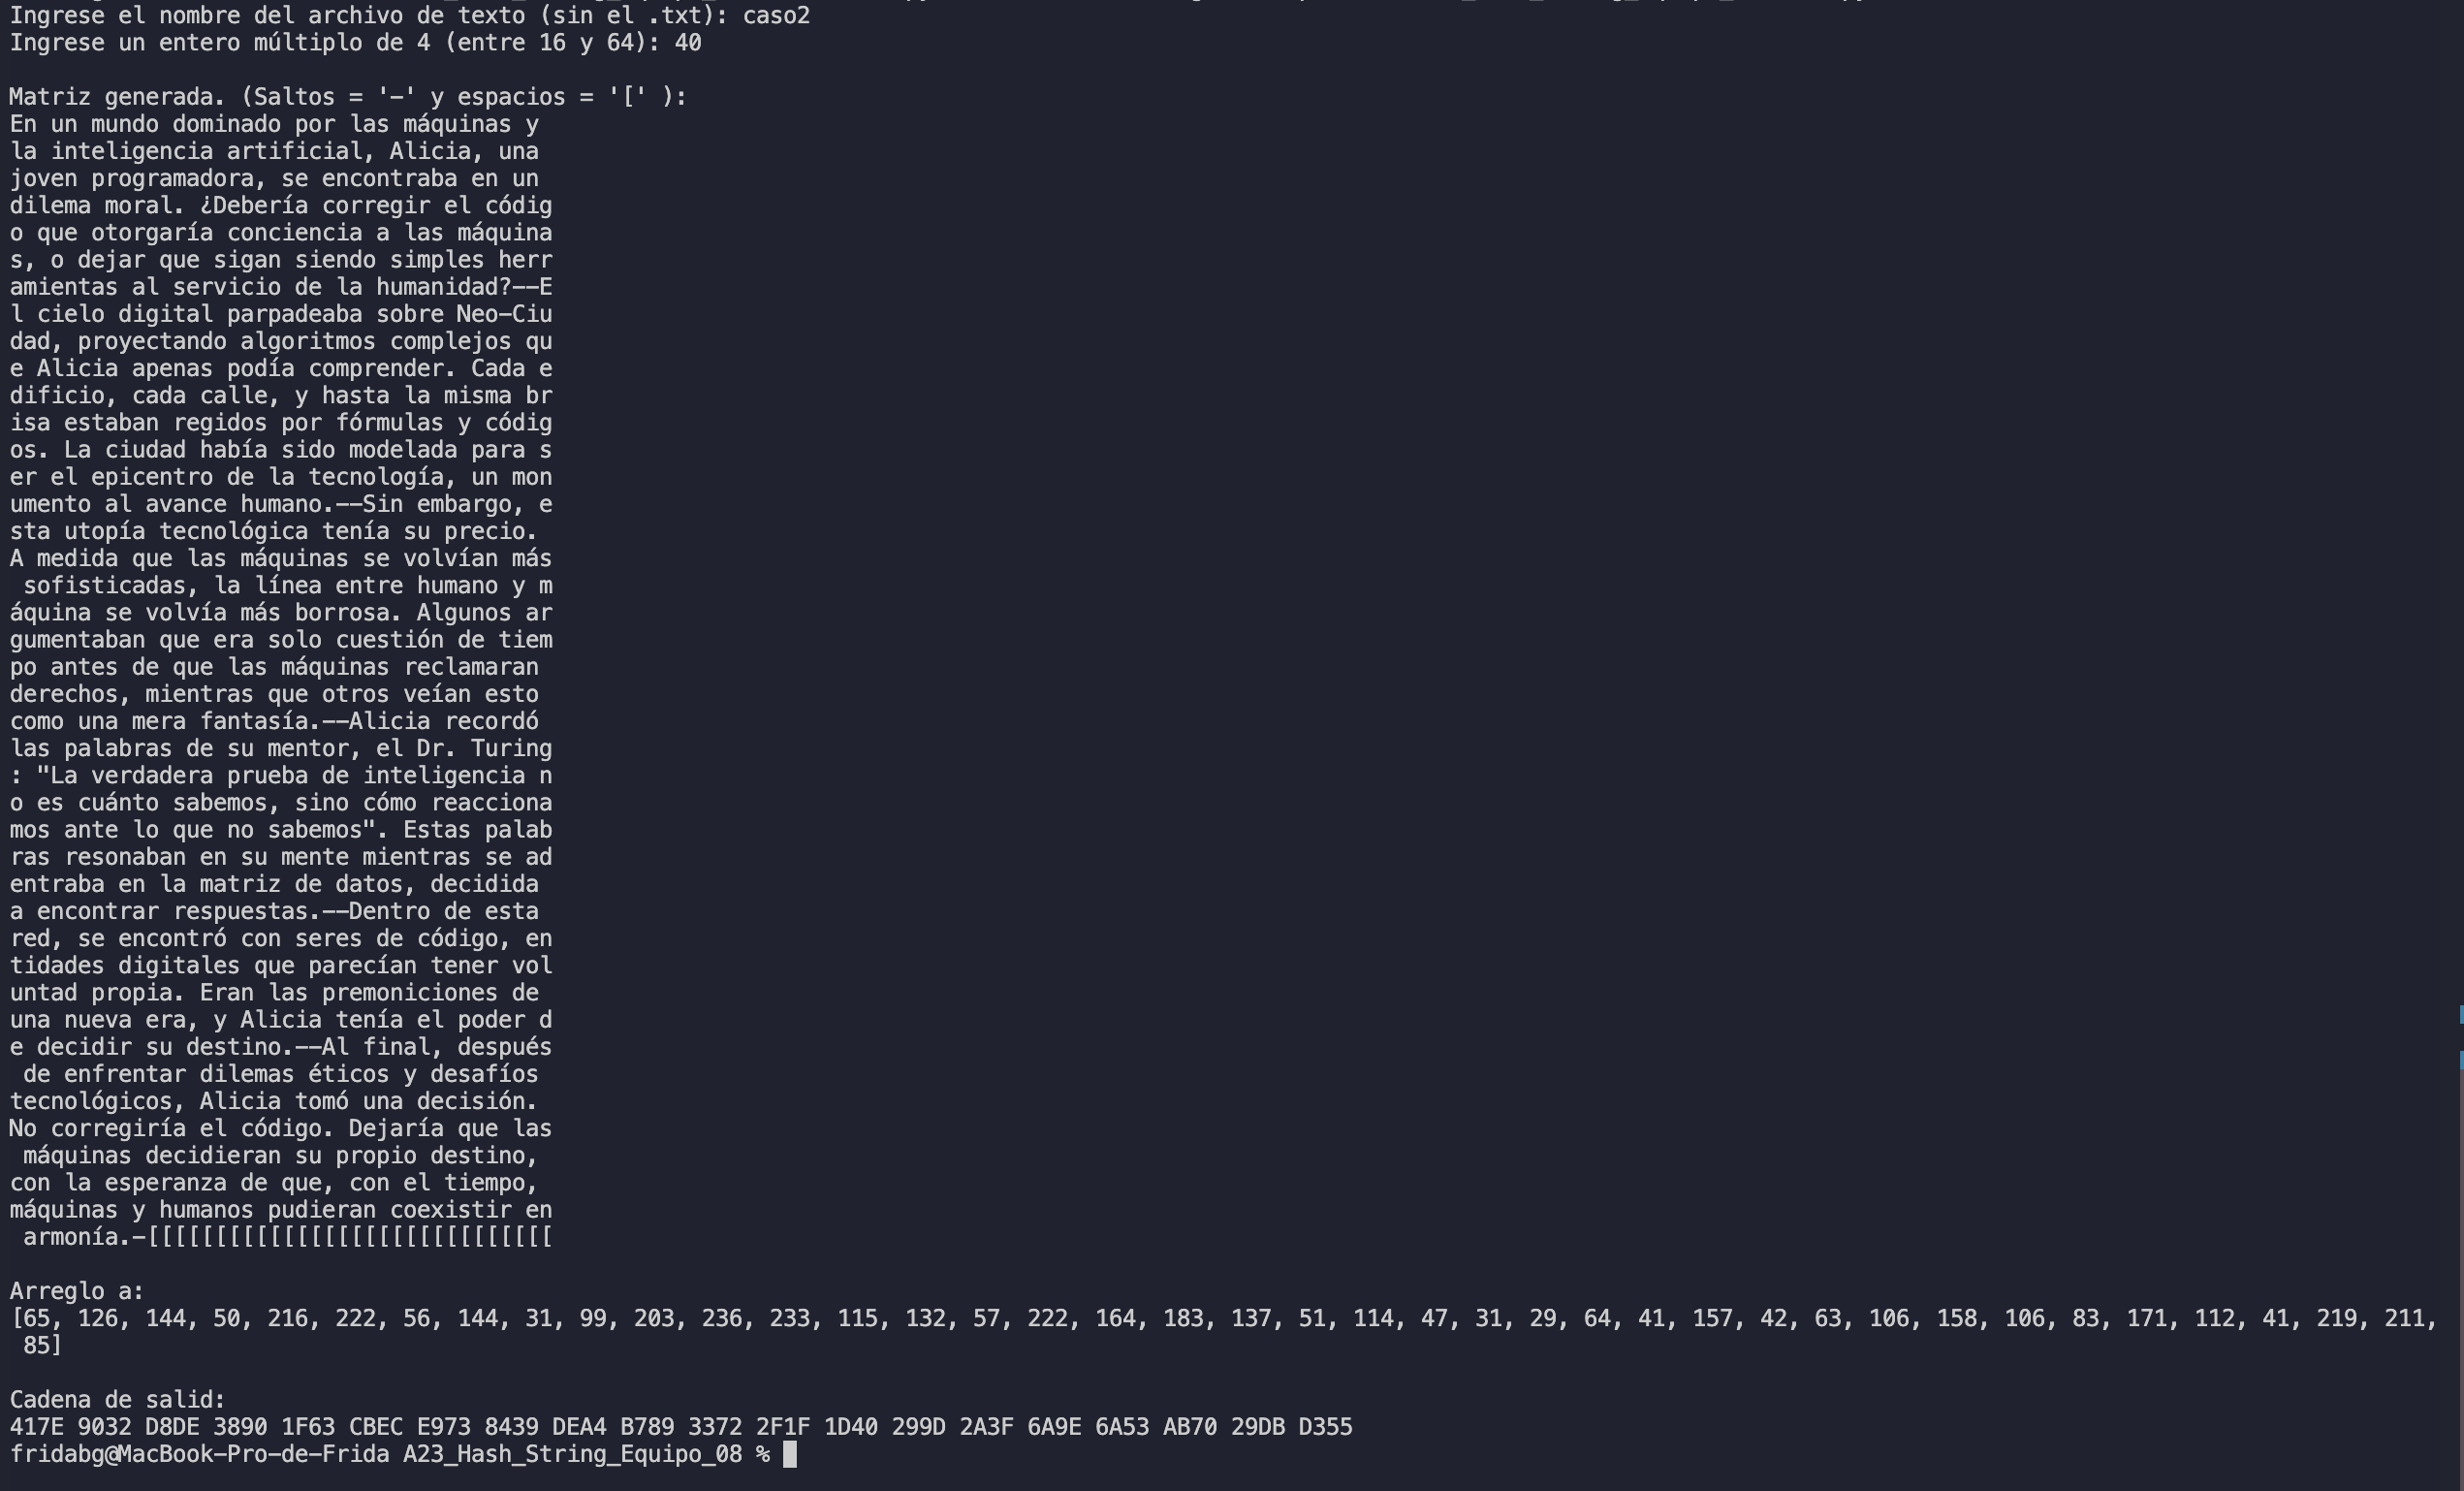 Ingrese el nombre del archivo de texto (sin el .txt): caso2
Ingrese un entero múltiplo de 4 (entre 16 y 64): 40
Matriz generada. (Saltos = '-' y espacios = '[' ):
En un mundo dominado por las máquinas y
la inteligencia artificial, Alicia, una
joven programadora, se encontraba en un
dilema moral. ¿Debería corregir el códig
o que otorgaría conciencia a las máquina
s, o dejar que sigan siendo simples herr
amientas al servicio de la humanidad?--E
l cielo digital parpadeaba sobre Neo-Ciu
dad, proyectando algoritmos complejos qu
e Alicia apenas podía comprender. Cada e
dificio, cada calle, y hasta la misma br
isa estaban regidos por fórmulas y códig
os. La ciudad había sido modelada para s
er el epicentro de la tecnología, un mon
umento al avance humano.--Sin embargo, e
sta utopía tecnológica tenía su precio.
A medida que las máquinas se volvían más
 sofisticadas, la línea entre humano y m
áquina se volvía más borrosa. Algunos ar
gumentaban que era solo cuestión de tiem
po antes de que las máquinas reclamaran
derechos, mientras que otros veían esto
como una mera fantasía.--Alicia recordó
las palabras de su mentor, el Dr. Turing
: "La verdadera prueba de inteligencia n
o es cuánto sabemos, sino cómo reacciona
mos ante lo que no sabemos". Estas palab
ras resonaban en su mente mientras se ad
entraba en la matriz de datos, decidida
a encontrar respuestas.--Dentro de esta
red, se encontró con seres de código, en
tidades digitales que parecían tener vol
untad propia. Eran las premoniciones de
una nueva era, y Alicia tenía el poder d
e decidir su destino.--Al final, después
 de enfrentar dilemas éticos y desafíos
tecnológicos, Alicia tomó una decisión.
No corregiría el código. Dejaría que las
 máquinas decidieran su propio destino,
con la esperanza de que, con el tiempo,
máquinas y humanos pudieran coexistir en
 armonía.-[[[[[[[[[[[[[[[[[[[[[[[[[[[[[[
Arreglo a:
[65, 126, 144, 50, 216, 222, 56, 144, 31, 99, 203, 236, 233, 115, 132, 57, 222, 164, 183, 137, 51, 114, 47, 31, 29, 64, 41, 157, 42, 63, 106, 158, 106, 83, 171, 112, 41, 219, 211,
 85]
Cadena de salid:
417E 9032 D8DE 3890 1F63 CBEC E973 8439 DEA4 B789 3372 2F1F 1D40 299D 2A3F 6A9E 6A53 AB70 29DB D355
fridabg@MacBook-Pro-de-Frida A23_Hash_String_Equipo_08 %